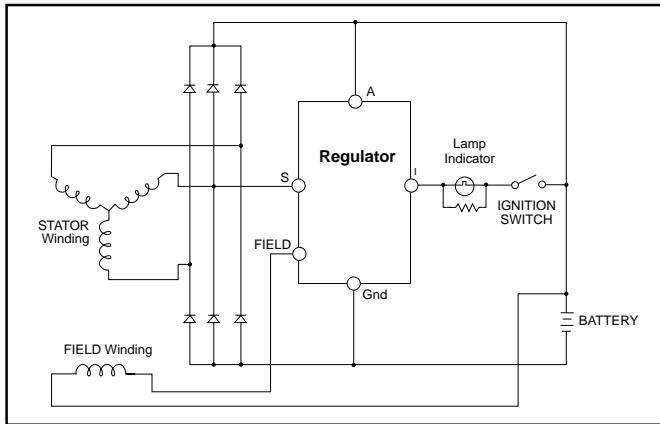 A
Regulator
Lamp
Indicator
S
I
IGNITION
SWITCH
STATOR
Winding
FIELD
Gnd
BATTERY
FIELD Winding